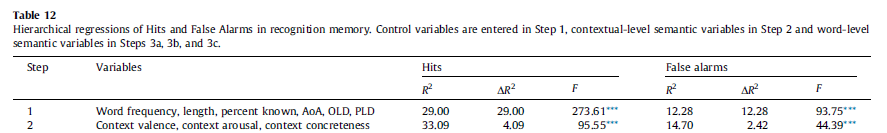 Table 12
Hierarchical regressions of Hits and False Alarms in recognition memory. Control variables are entered in Step 1, contextual-level semantic variables in Step 2 and word-level
semantic variables in Steps 3a, 3b, and 3c.
Step Variables Hits False alarms
R² ΔR² F R² ΔR² F
1 Word frequency, length, percent known, AoA, OLD, PLD 29.00 29.00 273.61*** 12.28 12.28 93.75***
2 Context valence, context arousal, context concreteness 33.09 4.09 95.55*** 14.70 2.42 44.39***